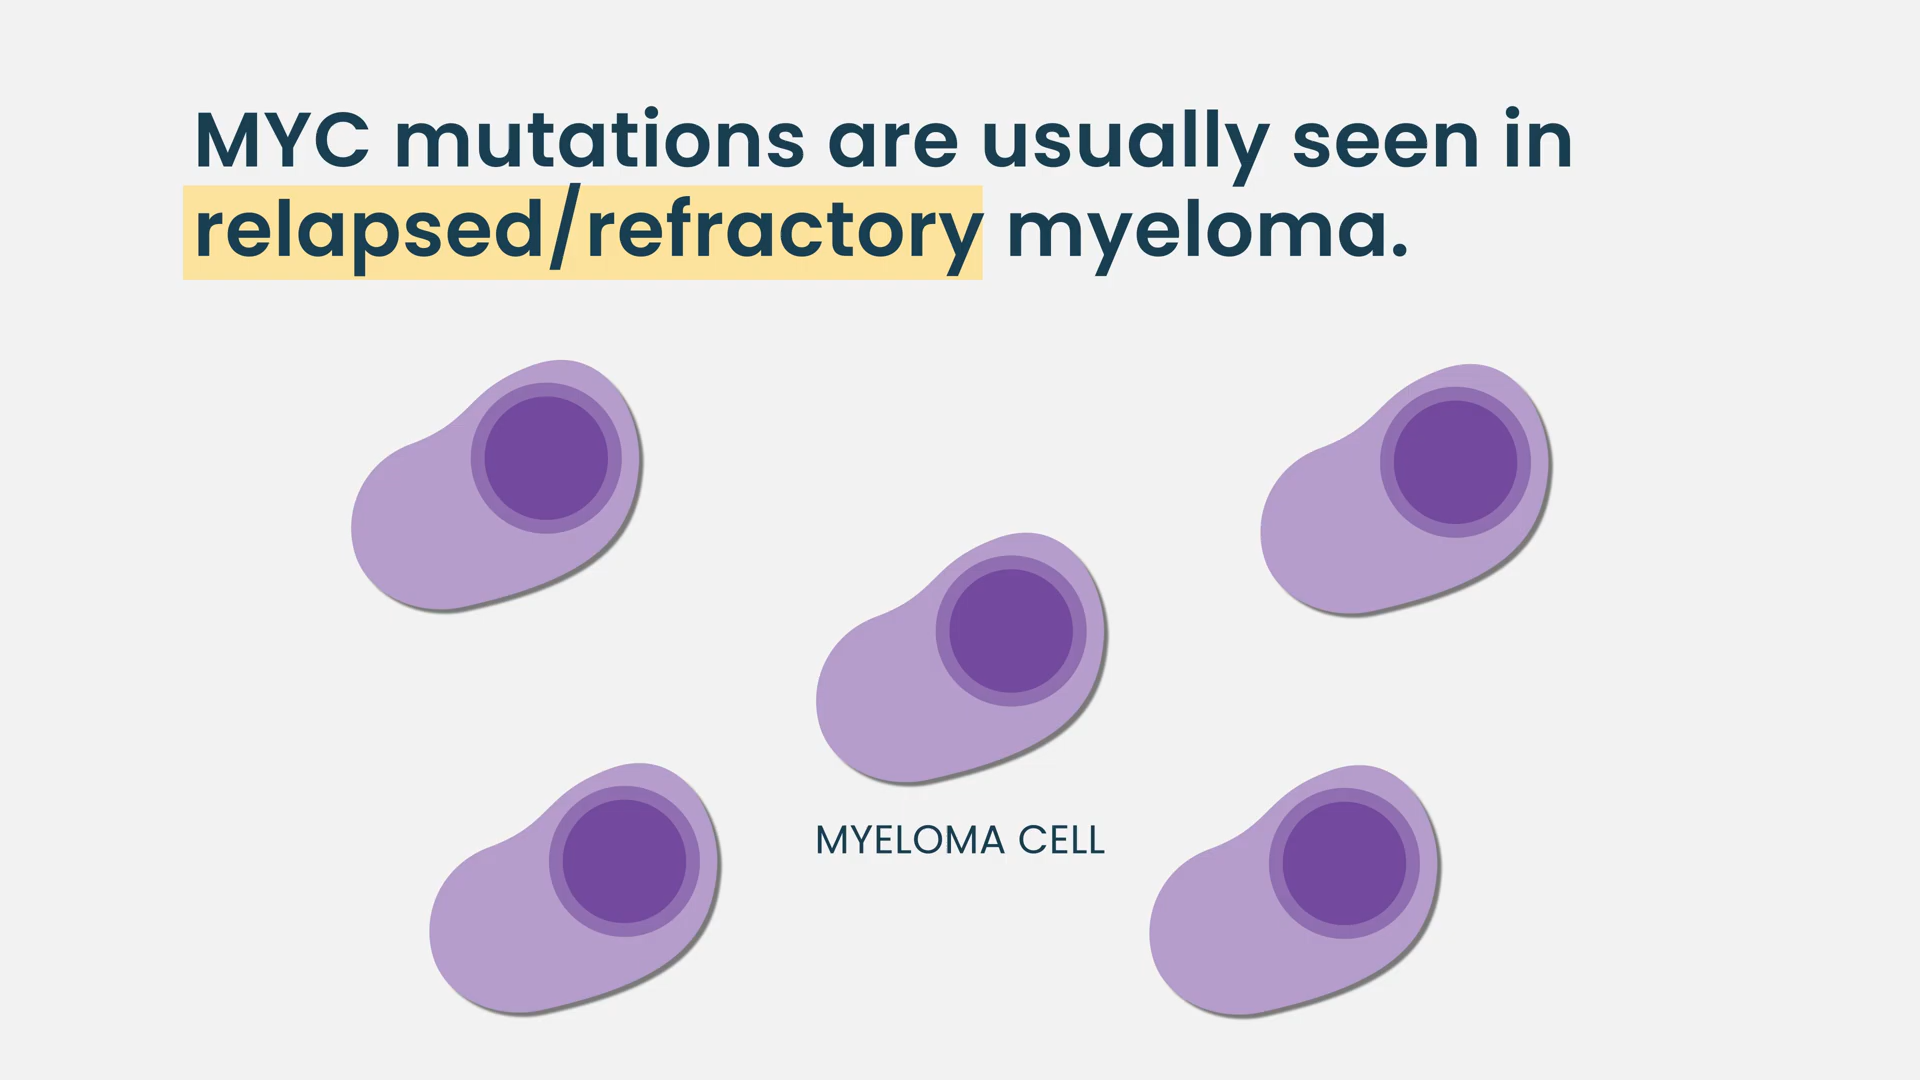 MYC mutations are usually seen in
relapsed/refractory myeloma.
MYELOMA CELL